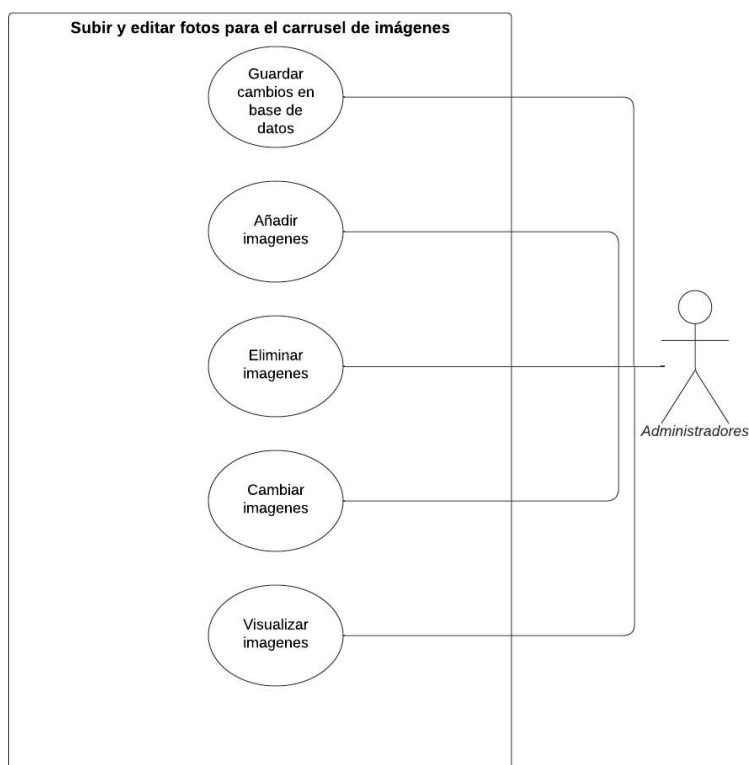 Subir y editar fotos para el carrusel de imágenes
Guardar
cambios en
base de
datos
Añadir
imagenes
Eliminar
imagenes
Cambiar
imagenes
Visualizar
imagenes
Administradores